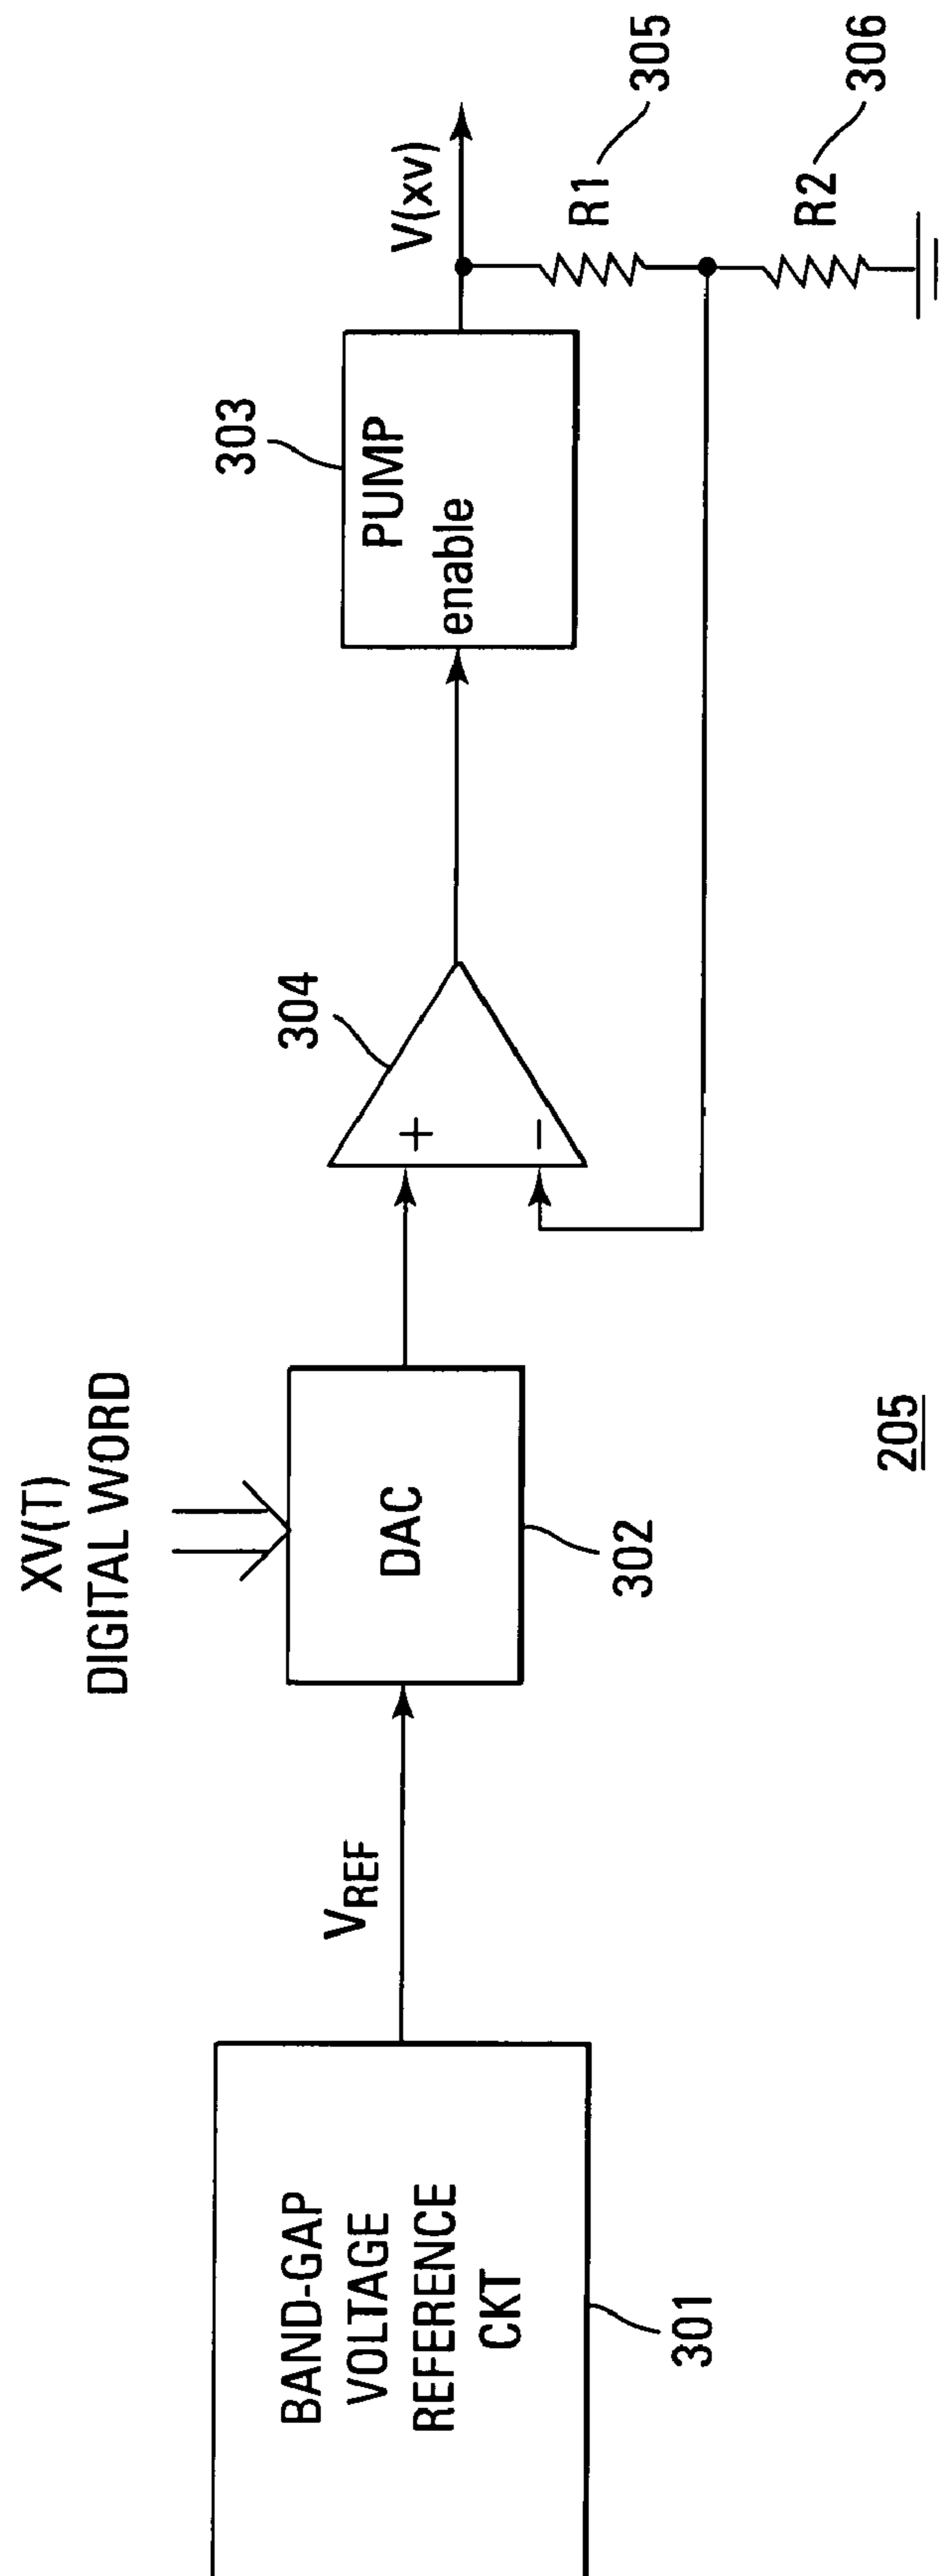 XV(T)
DIGITAL WORD
BAND-GAP
VOLTAGE
REFERENCE
CKT
301
VREF
DAC
302
304
+
−
303
PUMP
enable
V(xv)
R1
305
R2
306
205